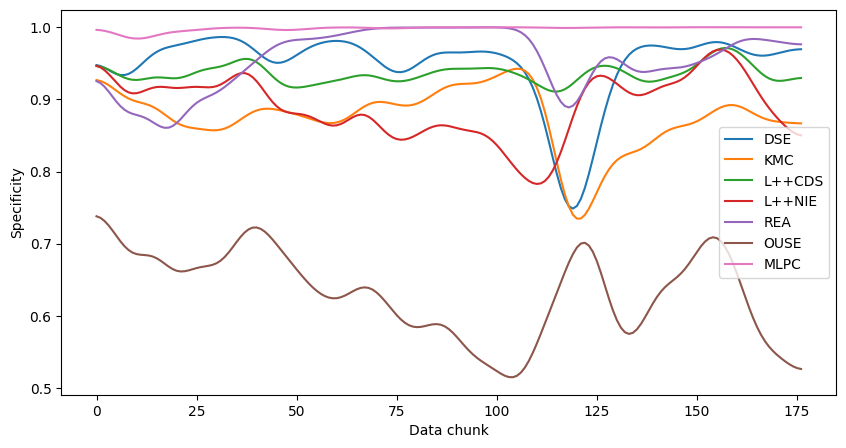 1.0
0.9
0.8
0.7
0.6
0.5
Specificity
0
25
50
75
100
125
150
175
Data chunk
DSE
KMC
L++CDS
L++NIE
REA
OUSE
MLPC